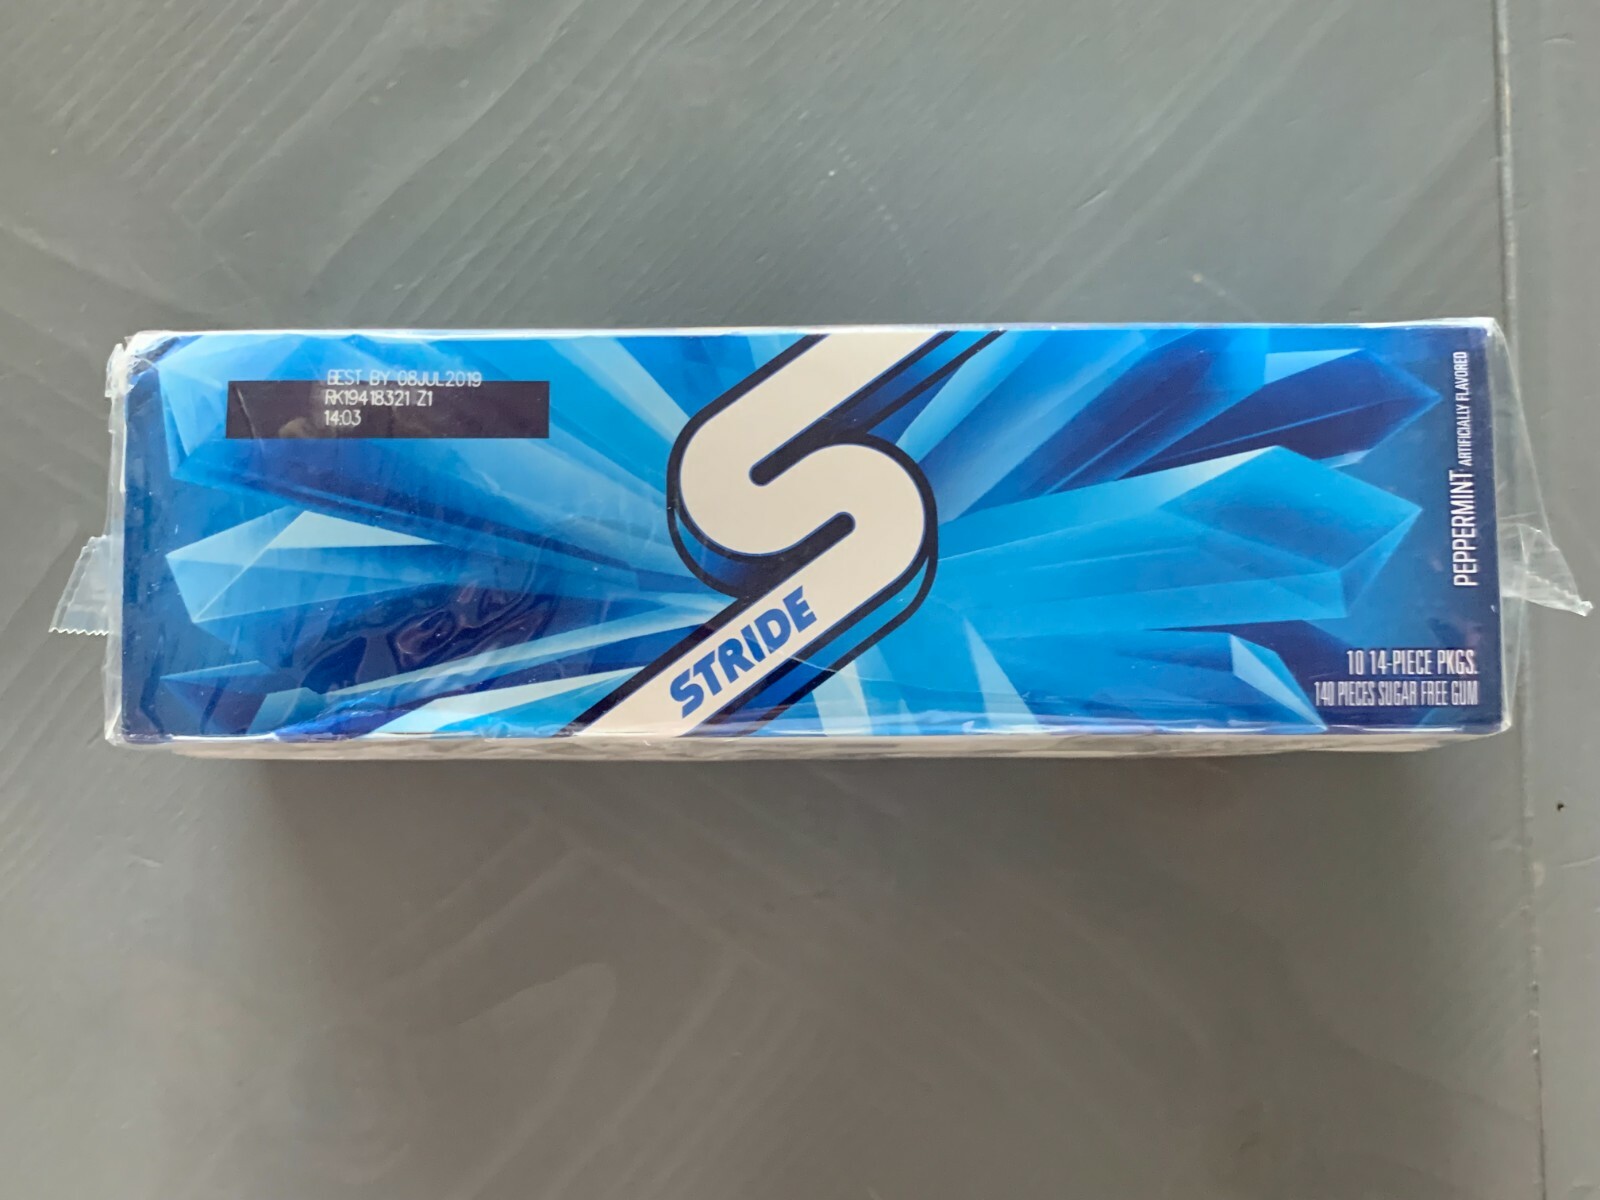 BEST BY 08JUL2019
RK19418321 Z1
14:03
STRIDE
PEPPERMINT ARTIFICIALLY FLAVORED
10 14-PIECE PKGS.
140 PIECES SUGAR FREE GUM